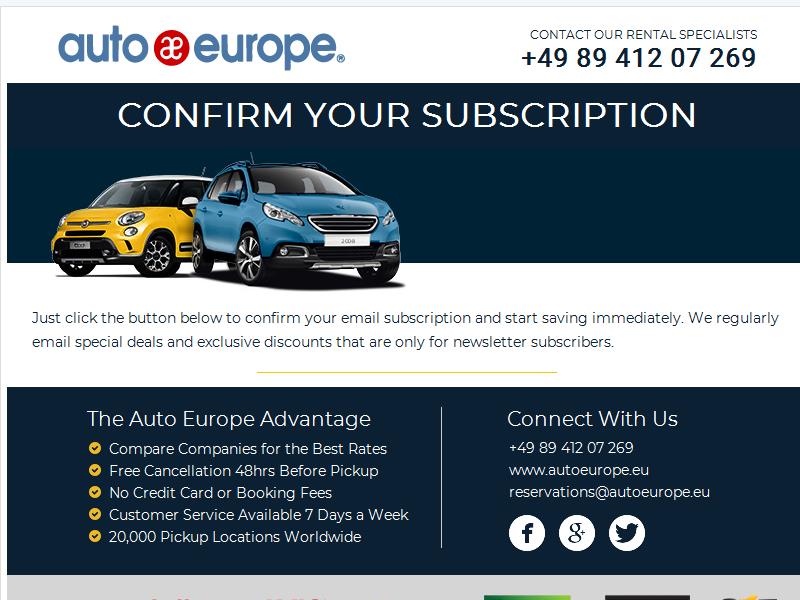 auto æ europe®
CONTACT OUR RENTAL SPECIALISTS
+49 89 412 07 269
CONFIRM YOUR SUBSCRIPTION
2008
Just click the button below to confirm your email subscription and start saving immediately. We regularly
email special deals and exclusive discounts that are only for newsletter subscribers.
The Auto Europe Advantage
Compare Companies for the Best Rates
Free Cancellation 48hrs Before Pickup
No Credit Card or Booking Fees
Customer Service Available 7 Days a Week
20,000 Pickup Locations Worldwide
Connect With Us
+49 89 412 07 269
www.autoeurope.eu
reservations@autoeurope.eu